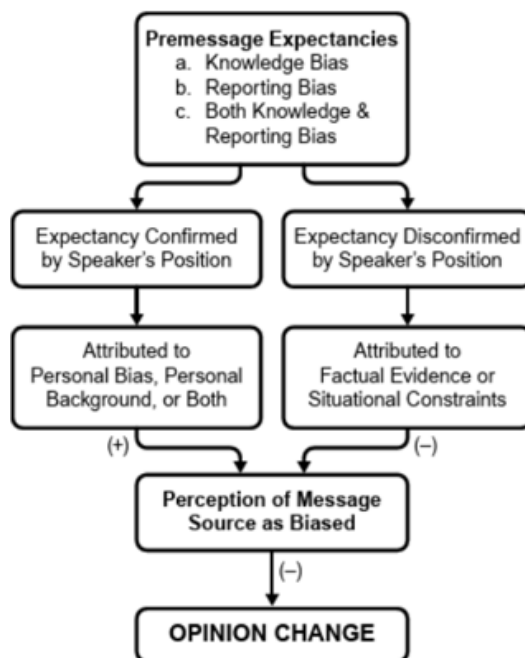 Premessage Expectancies
a. Knowledge Bias
b. Reporting Bias
c. Both Knowledge &
Reporting Bias
Expectancy Confirmed
by Speaker's Position
Expectancy Disconfirmed
by Speaker's Position
Attributed to
Personal Bias, Personal
Background, or Both
Attributed to
Factual Evidence or
Situational Constraints
(+)
(–)
Perception of Message
Source as Biased
(–)
OPINION CHANGE